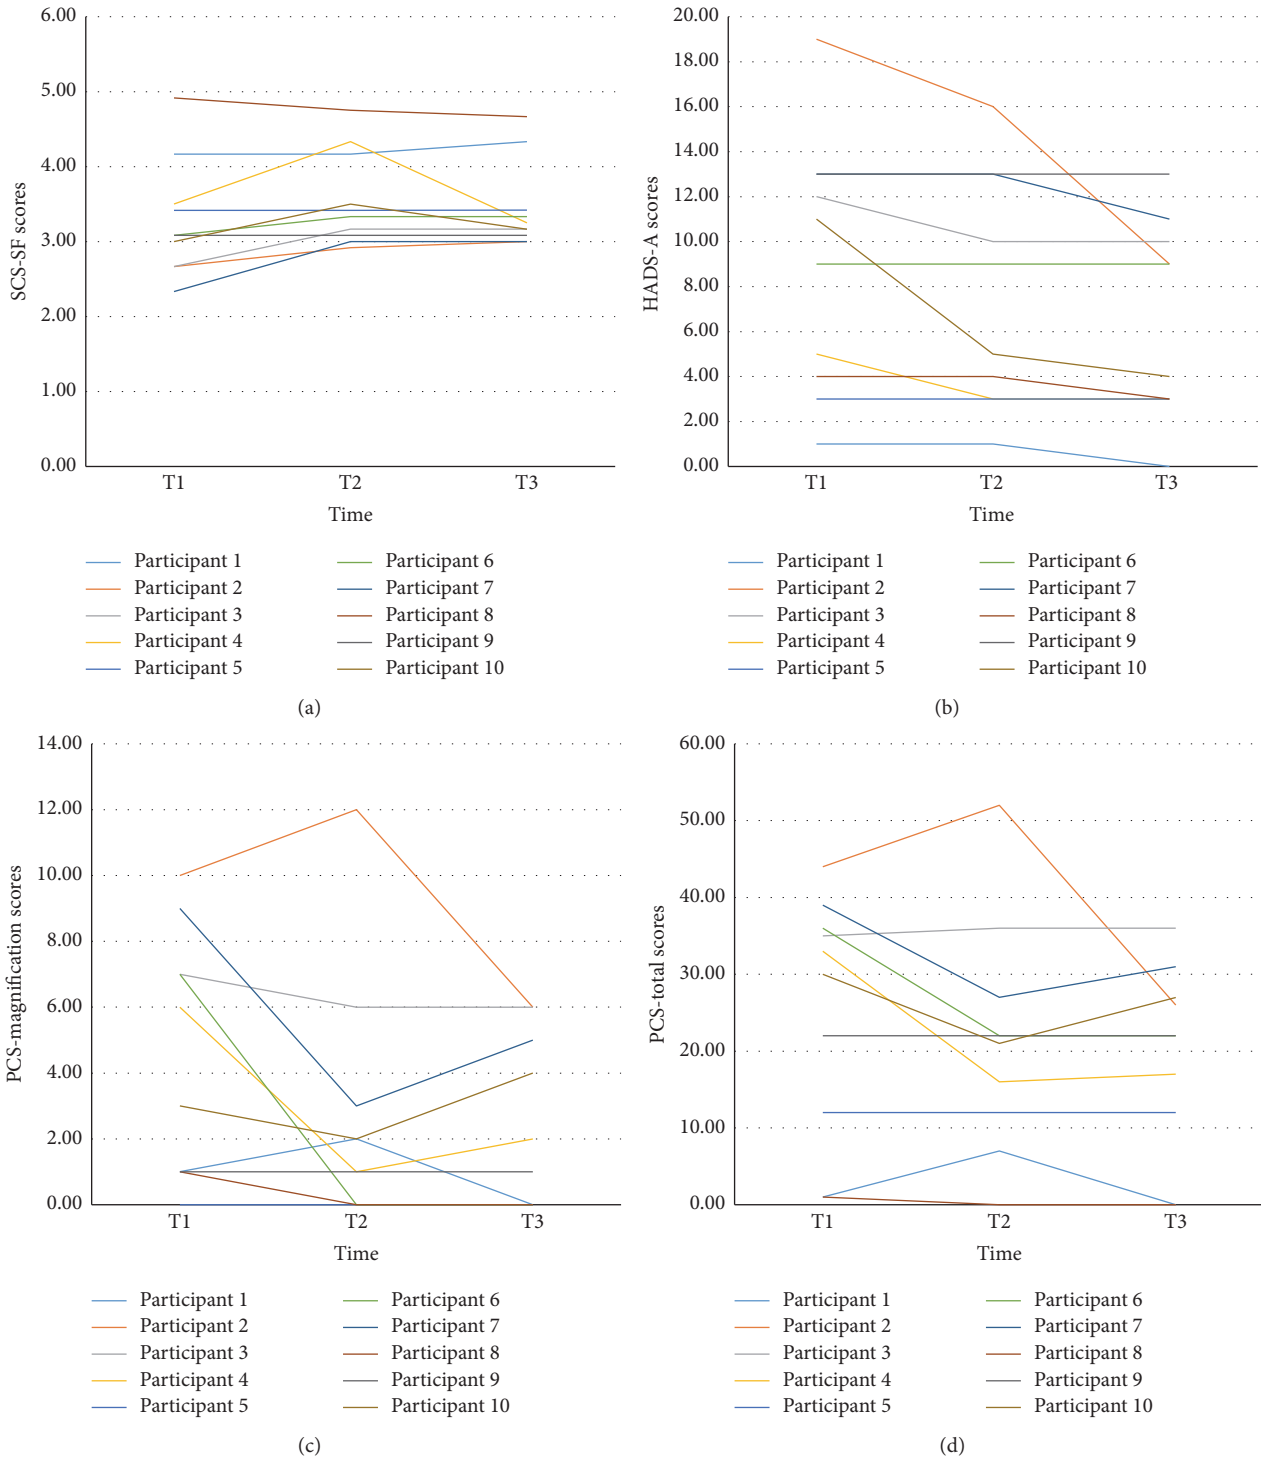 6.00
5.00
4.00
3.00
2.00
1.00
0.00
SCS-SF scores
T1 T2 T3
Time
Participant 1 Participant 6
Participant 2 Participant 7
Participant 3 Participant 8
Participant 4 Participant 9
Participant 5 Participant 10
(a)
20.00
18.00
16.00
14.00
12.00
10.00
8.00
6.00
4.00
2.00
0.00
HADS-A scores
T1 T2 T3
Time
Participant 1 Participant 6
Participant 2 Participant 7
Participant 3 Participant 8
Participant 4 Participant 9
Participant 5 Participant 10
(b)
14.00
12.00
10.00
8.00
6.00
4.00
2.00
0.00
PCS-magnification scores
T1 T2 T3
Time
Participant 1 Participant 6
Participant 2 Participant 7
Participant 3 Participant 8
Participant 4 Participant 9
Participant 5 Participant 10
(c)
60.00
50.00
40.00
30.00
20.00
10.00
0.00
PCS-total scores
T1 T2 T3
Time
Participant 1 Participant 6
Participant 2 Participant 7
Participant 3 Participant 8
Participant 4 Participant 9
Participant 5 Participant 10
(d)